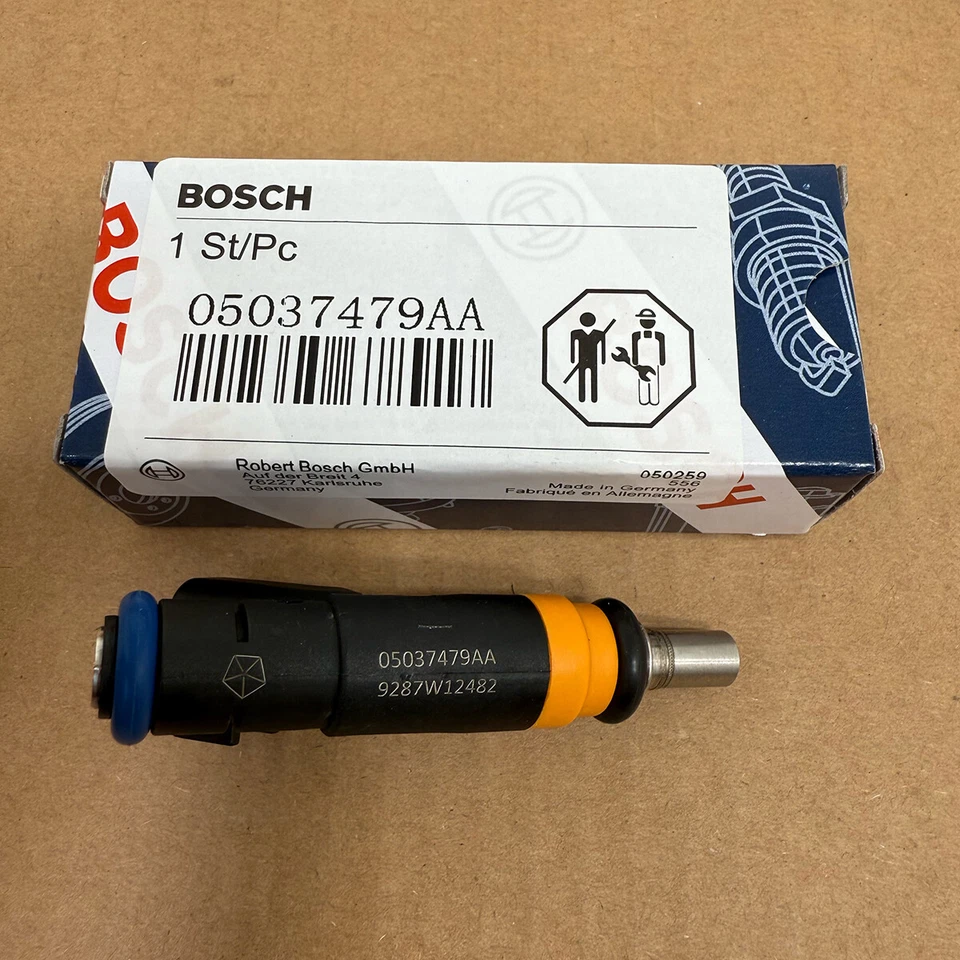 BOSCH
1 St/Pc
05037479AA
Robert Bosch GmbH
Auf der Breit 4
76227 Karlsruhe
Germany
050259
556
Made in Germany
Fabriqué en Allemagne
05037479AA
9287W12482